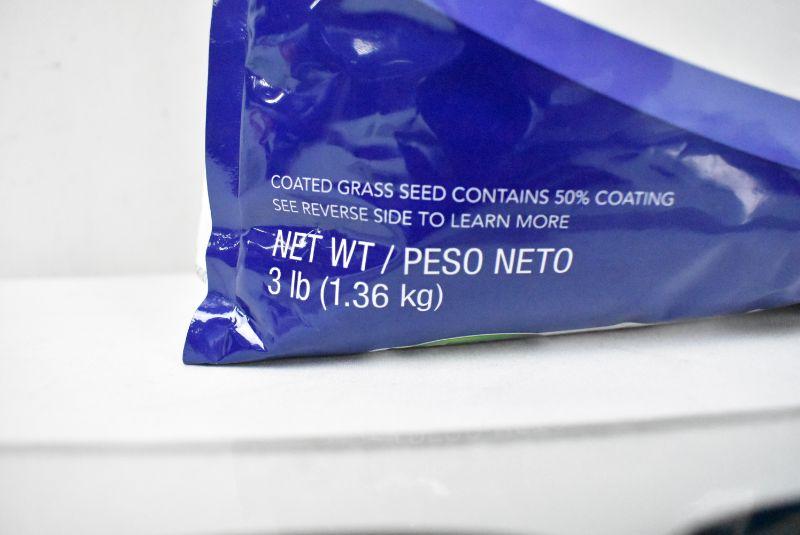 COATED GRASS SEED CONTAINS 50% COATING
SEE REVERSE SIDE TO LEARN MORE
NET WT / PESO NETO
3 lb (1.36 kg)